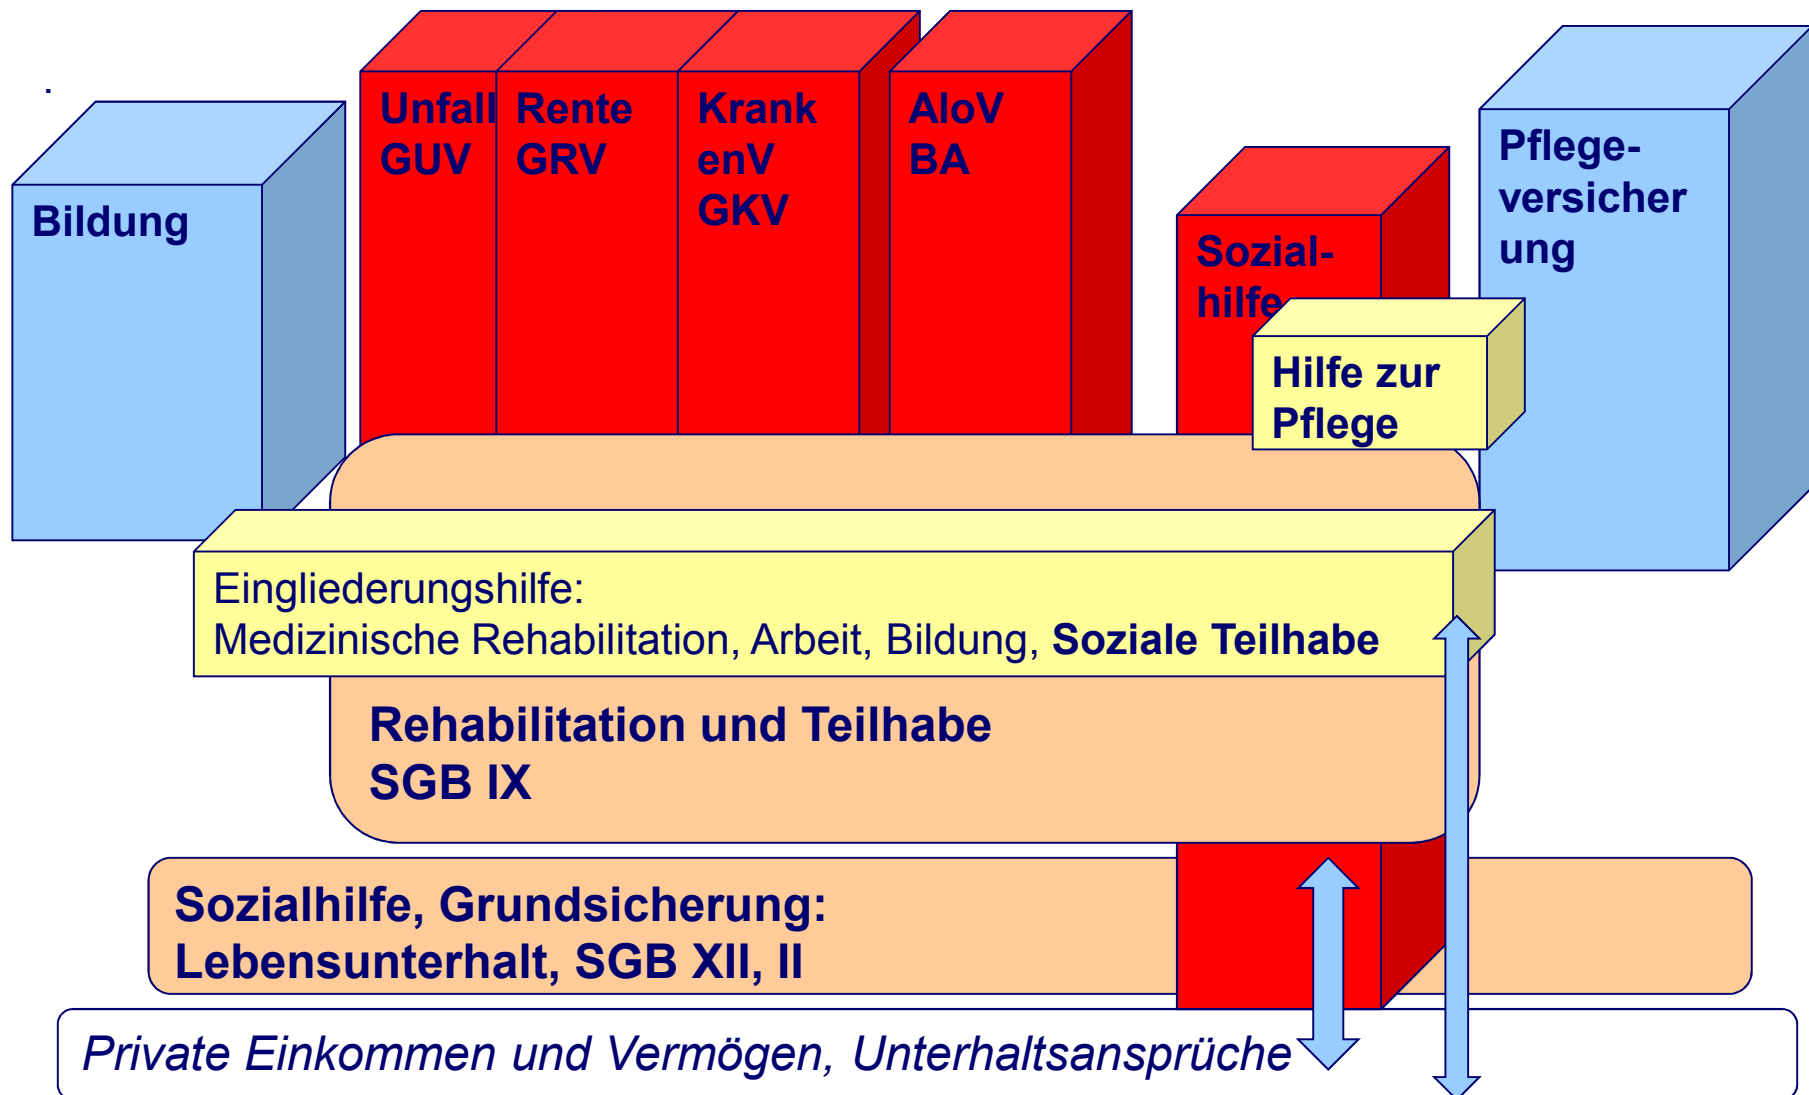 .
Bildung
Unfall
GUV
Rente
GRV
Krank
enV
GKV
AloV
BA
Sozial-
hilfe
Pflege-
versicher
ung
Hilfe zur
Pflege
Eingliederungshilfe:
Medizinische Rehabilitation, Arbeit, Bildung, Soziale Teilhabe
Rehabilitation und Teilhabe
SGB IX
Sozialhilfe, Grundsicherung:
Lebensunterhalt, SGB XII, II
Private Einkommen und Vermögen, Unterhaltsansprüche